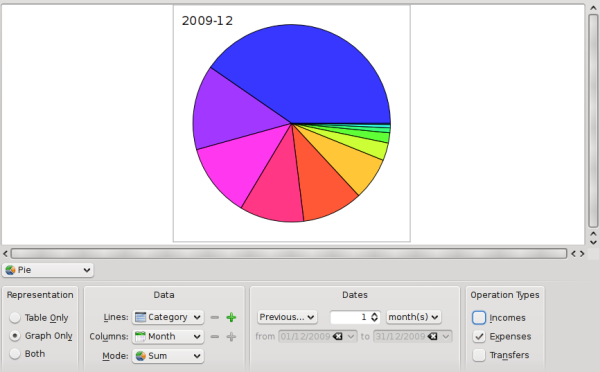 2009-12
Pie
Representation
Table Only
Graph Only
Both
Data
Lines: Category
Columns: Month
Mode: Sum
Dates
Previous... 1 month(s)
from 01/12/2009 to 31/12/2009
Operation Types
Incomes
Expenses
Transfers